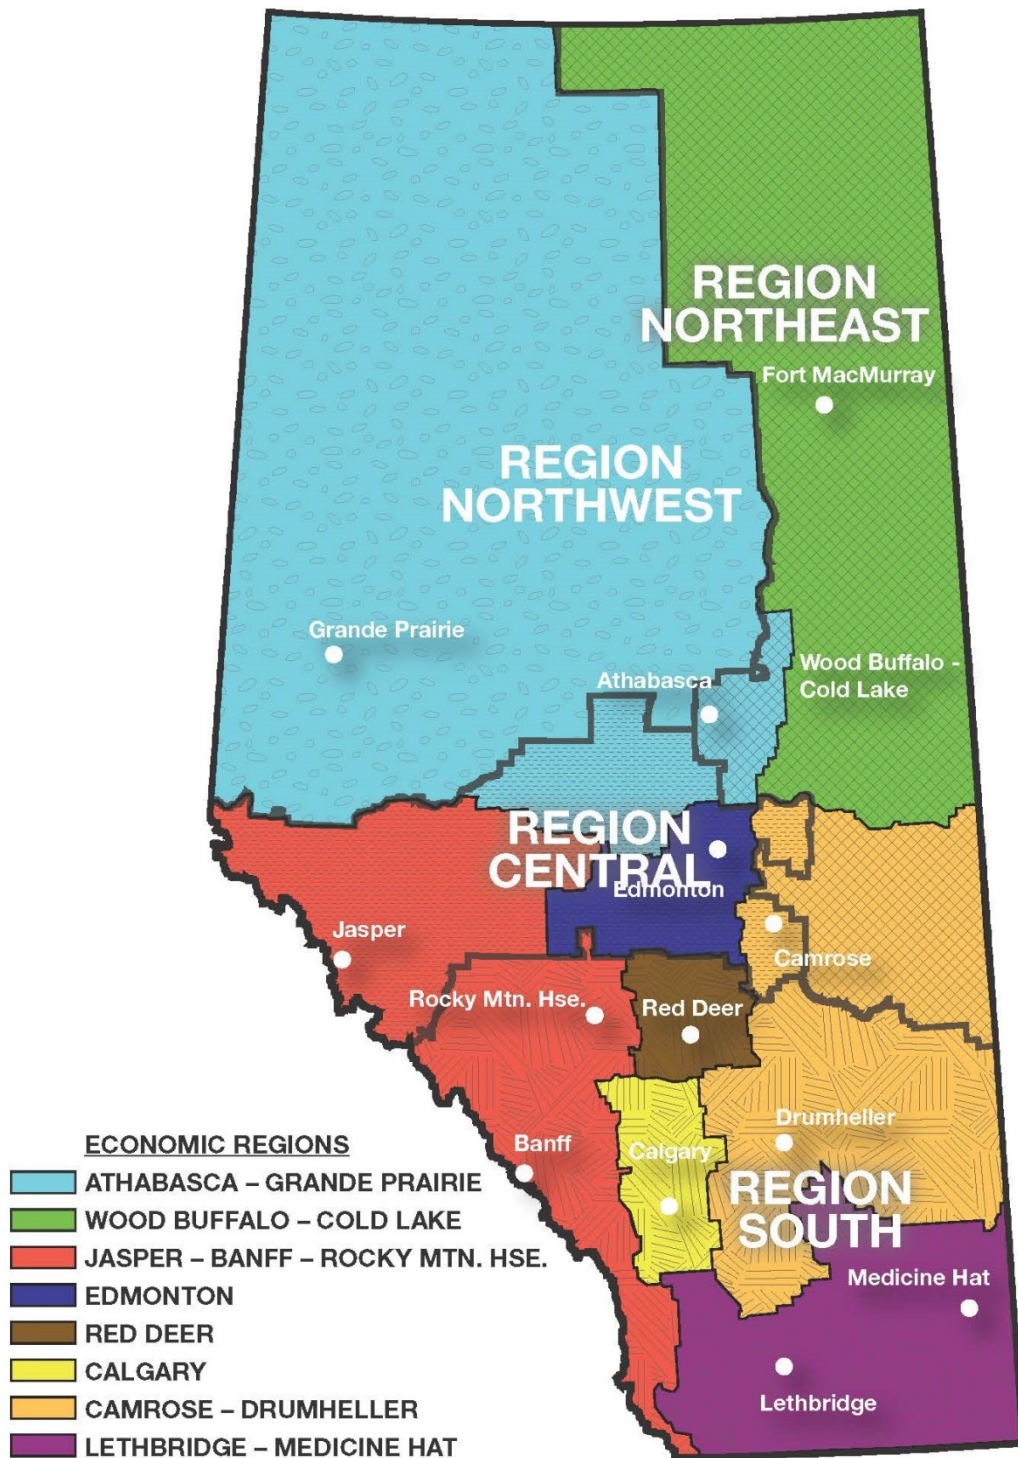 REGION
NORTHEAST
Fort MacMurray
REGION
NORTHWEST
Grande Prairie
Athabasca
Wood Buffalo -
Cold Lake
REGION
CENTRAL
Edmonton
Jasper
Camrose
Rocky Mtn. Hse.
Red Deer
Drumheller
Banff
Calgary
REGION
SOUTH
Medicine Hat
Lethbridge
ECONOMIC REGIONS
ATHABASCA – GRANDE PRAIRIE
WOOD BUFFALO – COLD LAKE
JASPER – BANFF – ROCKY MTN. HSE.
EDMONTON
RED DEER
CALGARY
CAMROSE – DRUMHELLER
LETHBRIDGE – MEDICINE HAT